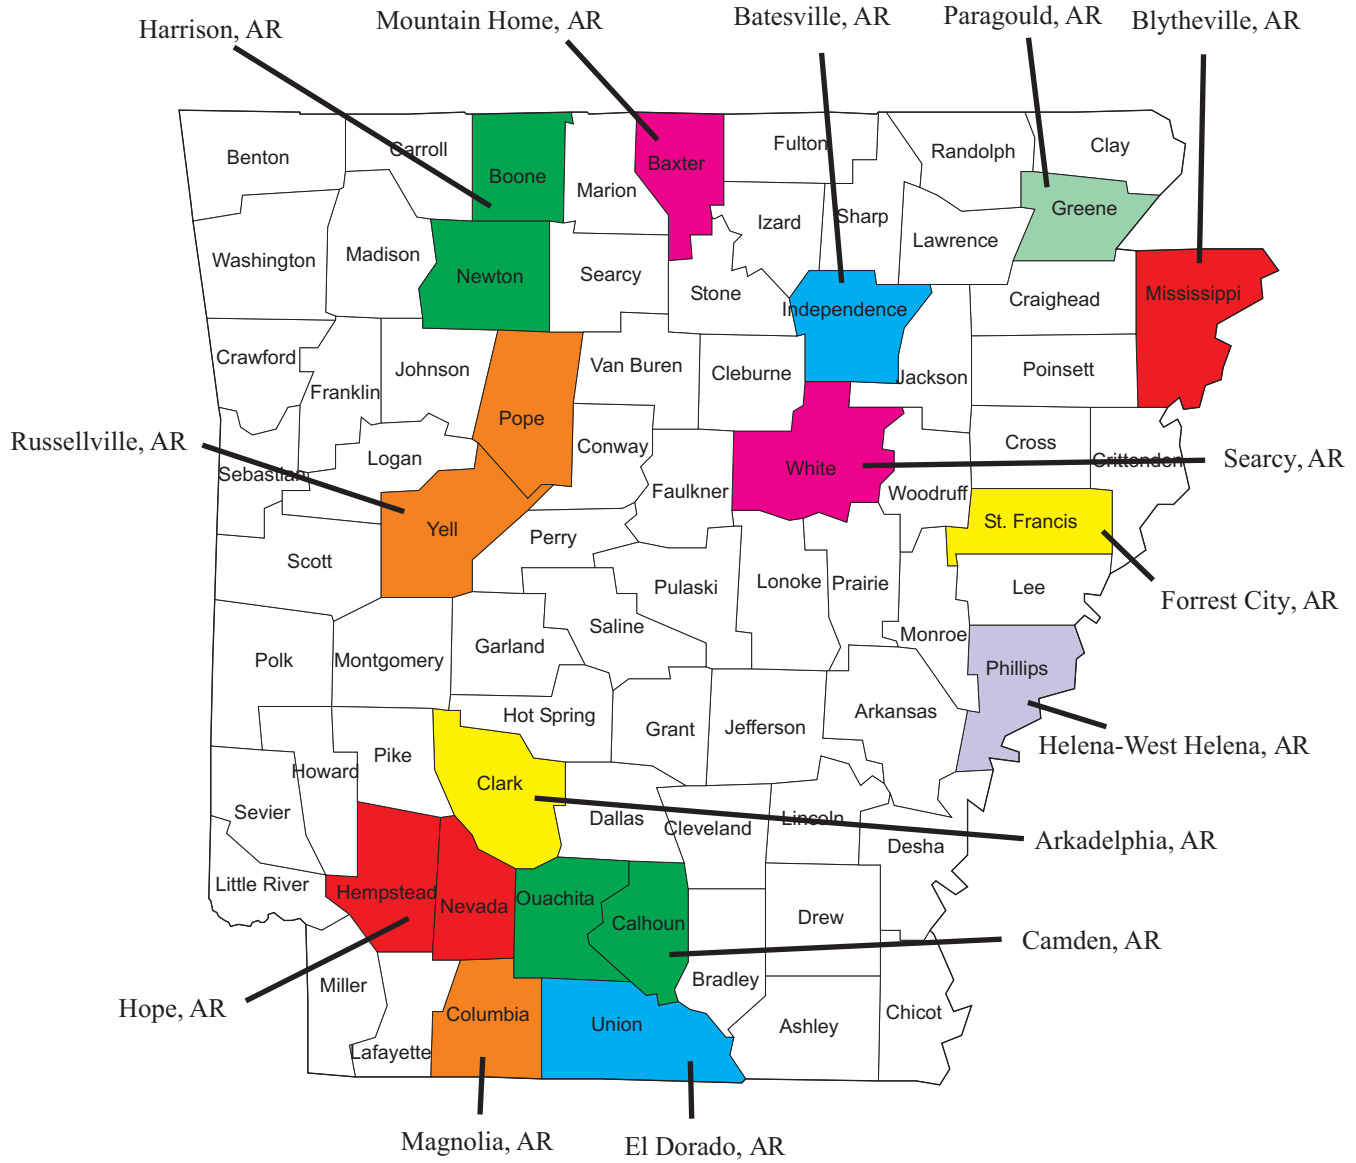 Harrison, AR
Mountain Home, AR
Batesville, AR
Paragould, AR
Blytheville, AR
Benton
Carroll
Boone
Marion
Baxter
Fulton
Randolph
Clay
Izard
Sharp
Greene
Lawrence
Washington
Madison
Newton
Searcy
Stone
Independence
Craighead
Mississippi
Crawford
Franklin
Johnson
Pope
Van Buren
Cleburne
Jackson
Poinsett
Russellville, AR
Sebastian
Logan
Conway
Faulkner
White
Woodruff
Cross
Crittenden
Searcy, AR
Scott
Yell
Perry
Pulaski
Lonoke
Prairie
St. Francis
Lee
Forrest City, AR
Polk
Montgomery
Garland
Saline
Monroe
Phillips
Hot Spring
Grant
Jefferson
Arkansas
Helena-West Helena, AR
Howard
Pike
Clark
Sevier
Dallas
Cleveland
Lincoln
Desha
Arkadelphia, AR
Little River
Hempstead
Nevada
Ouachita
Calhoun
Drew
Camden, AR
Bradley
Miller
Hope, AR
Columbia
Union
Ashley
Chicot
Lafayette
Magnolia, AR
El Dorado, AR